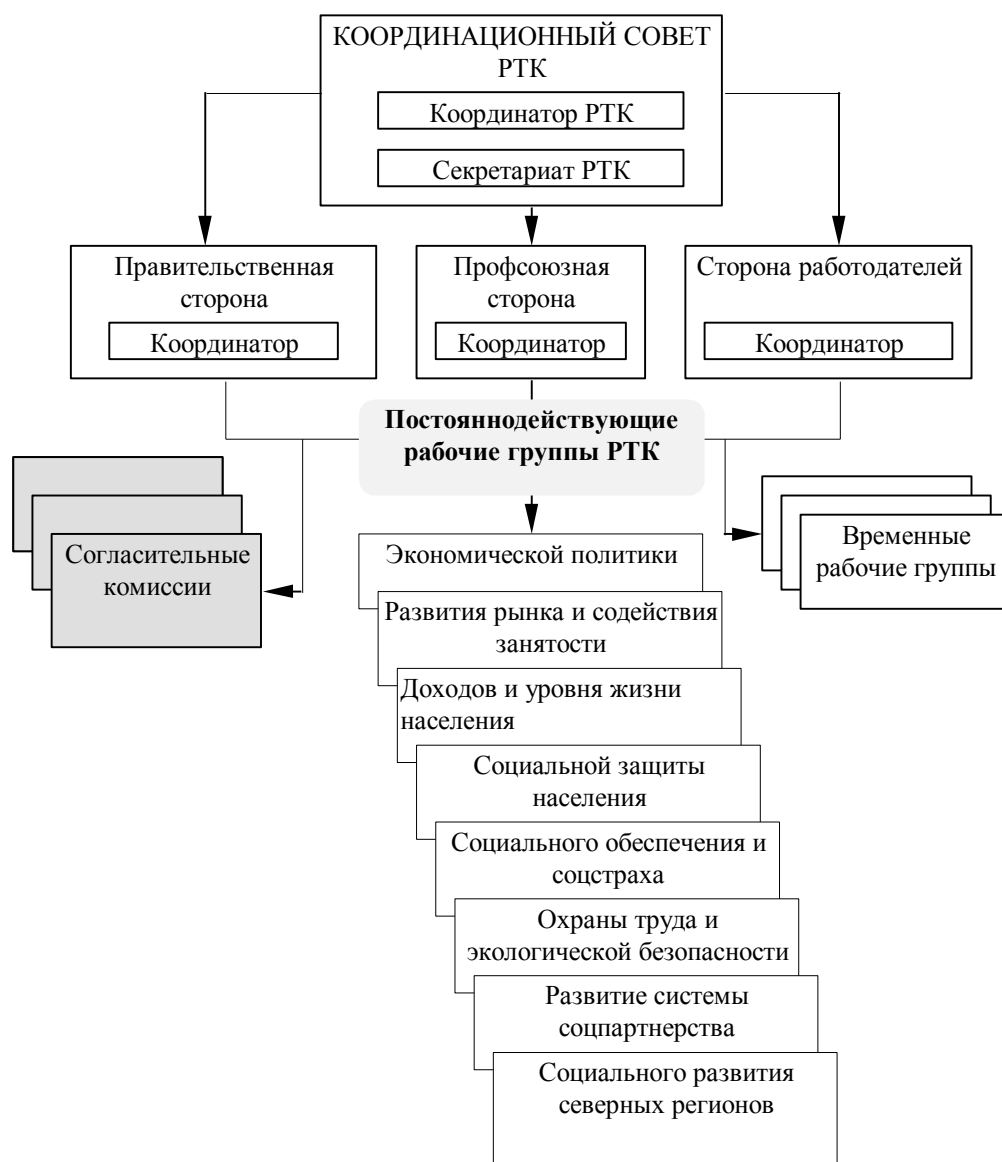 КООРДИНАЦИОННЫЙ СОВЕТ
РТК
Координатор РТК
Секретариат РТК
Правительственная
сторона
Координатор
Профсоюзная
сторона
Координатор
Сторона работодателей
Координатор
Постояннодействующие
рабочие группы РТК
Согласительные
комиссии
Временные
рабочие группы
Экономической политики
Развития рынка и содействия
занятости
Доходов и уровня жизни
населения
Социальной защиты
населения
Социального обеспечения и
соцстраха
Охраны труда и
экологической безопасности
Развитие системы
соцпартнерства
Социального развития
северных регионов